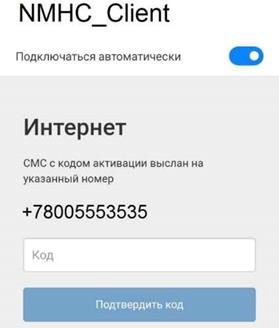 NMHC_Client
Подключаться автоматически
Интернет
СМС с кодом активации выслан на
указанный номер
+78005553535
Код
Подтвердить код